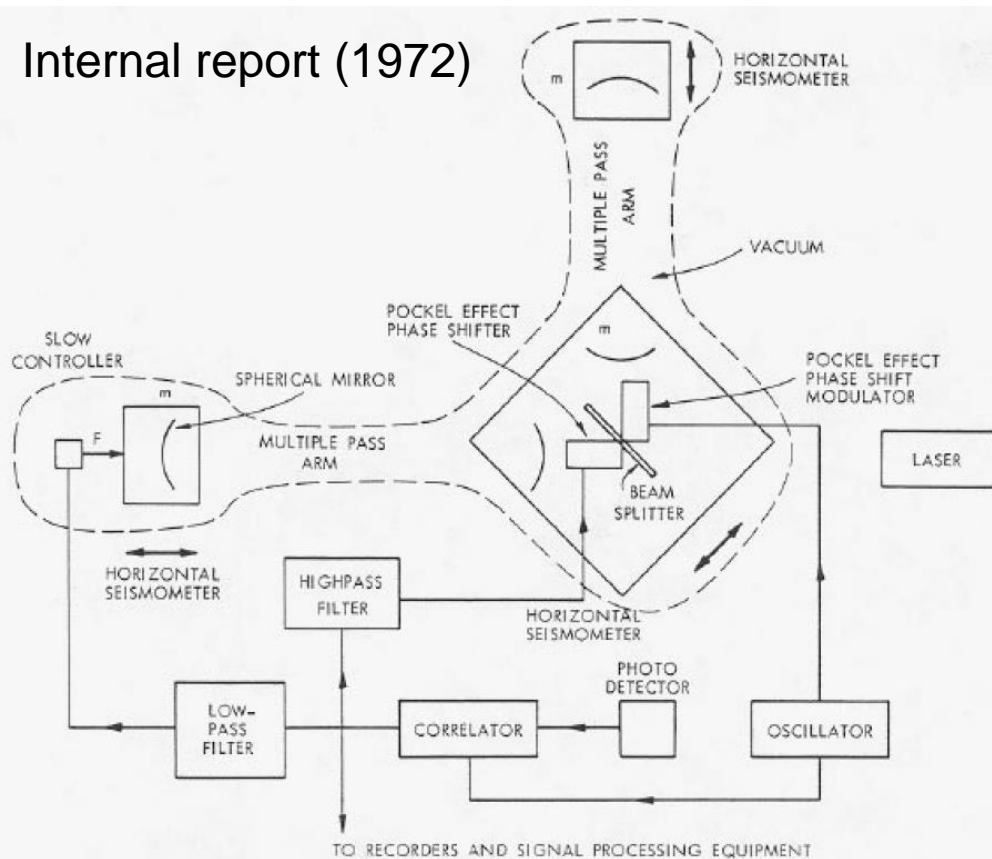 Internal report (1972)
m
HORIZONTAL
SEISMOMETER
MULTIPLE PASS
ARM
VACUUM
POCKEL EFFECT
PHASE SHIFTER
m
SLOW
CONTROLLER
SPHERICAL MIRROR
m
F
MULTIPLE PASS
ARM
POCKEL EFFECT
PHASE SHIFT
MODULATOR
LASER
BEAM
SPLITTER
HORIZONTAL
SEISMOMETER
HIGHPASS
FILTER
HORIZONTAL
SEISMOMETER
PHOTO
DETECTOR
LOW-
PASS
FILTER
CORRELATOR
OSCILLATOR
TO RECORDERS AND SIGNAL PROCESSING EQUIPMENT